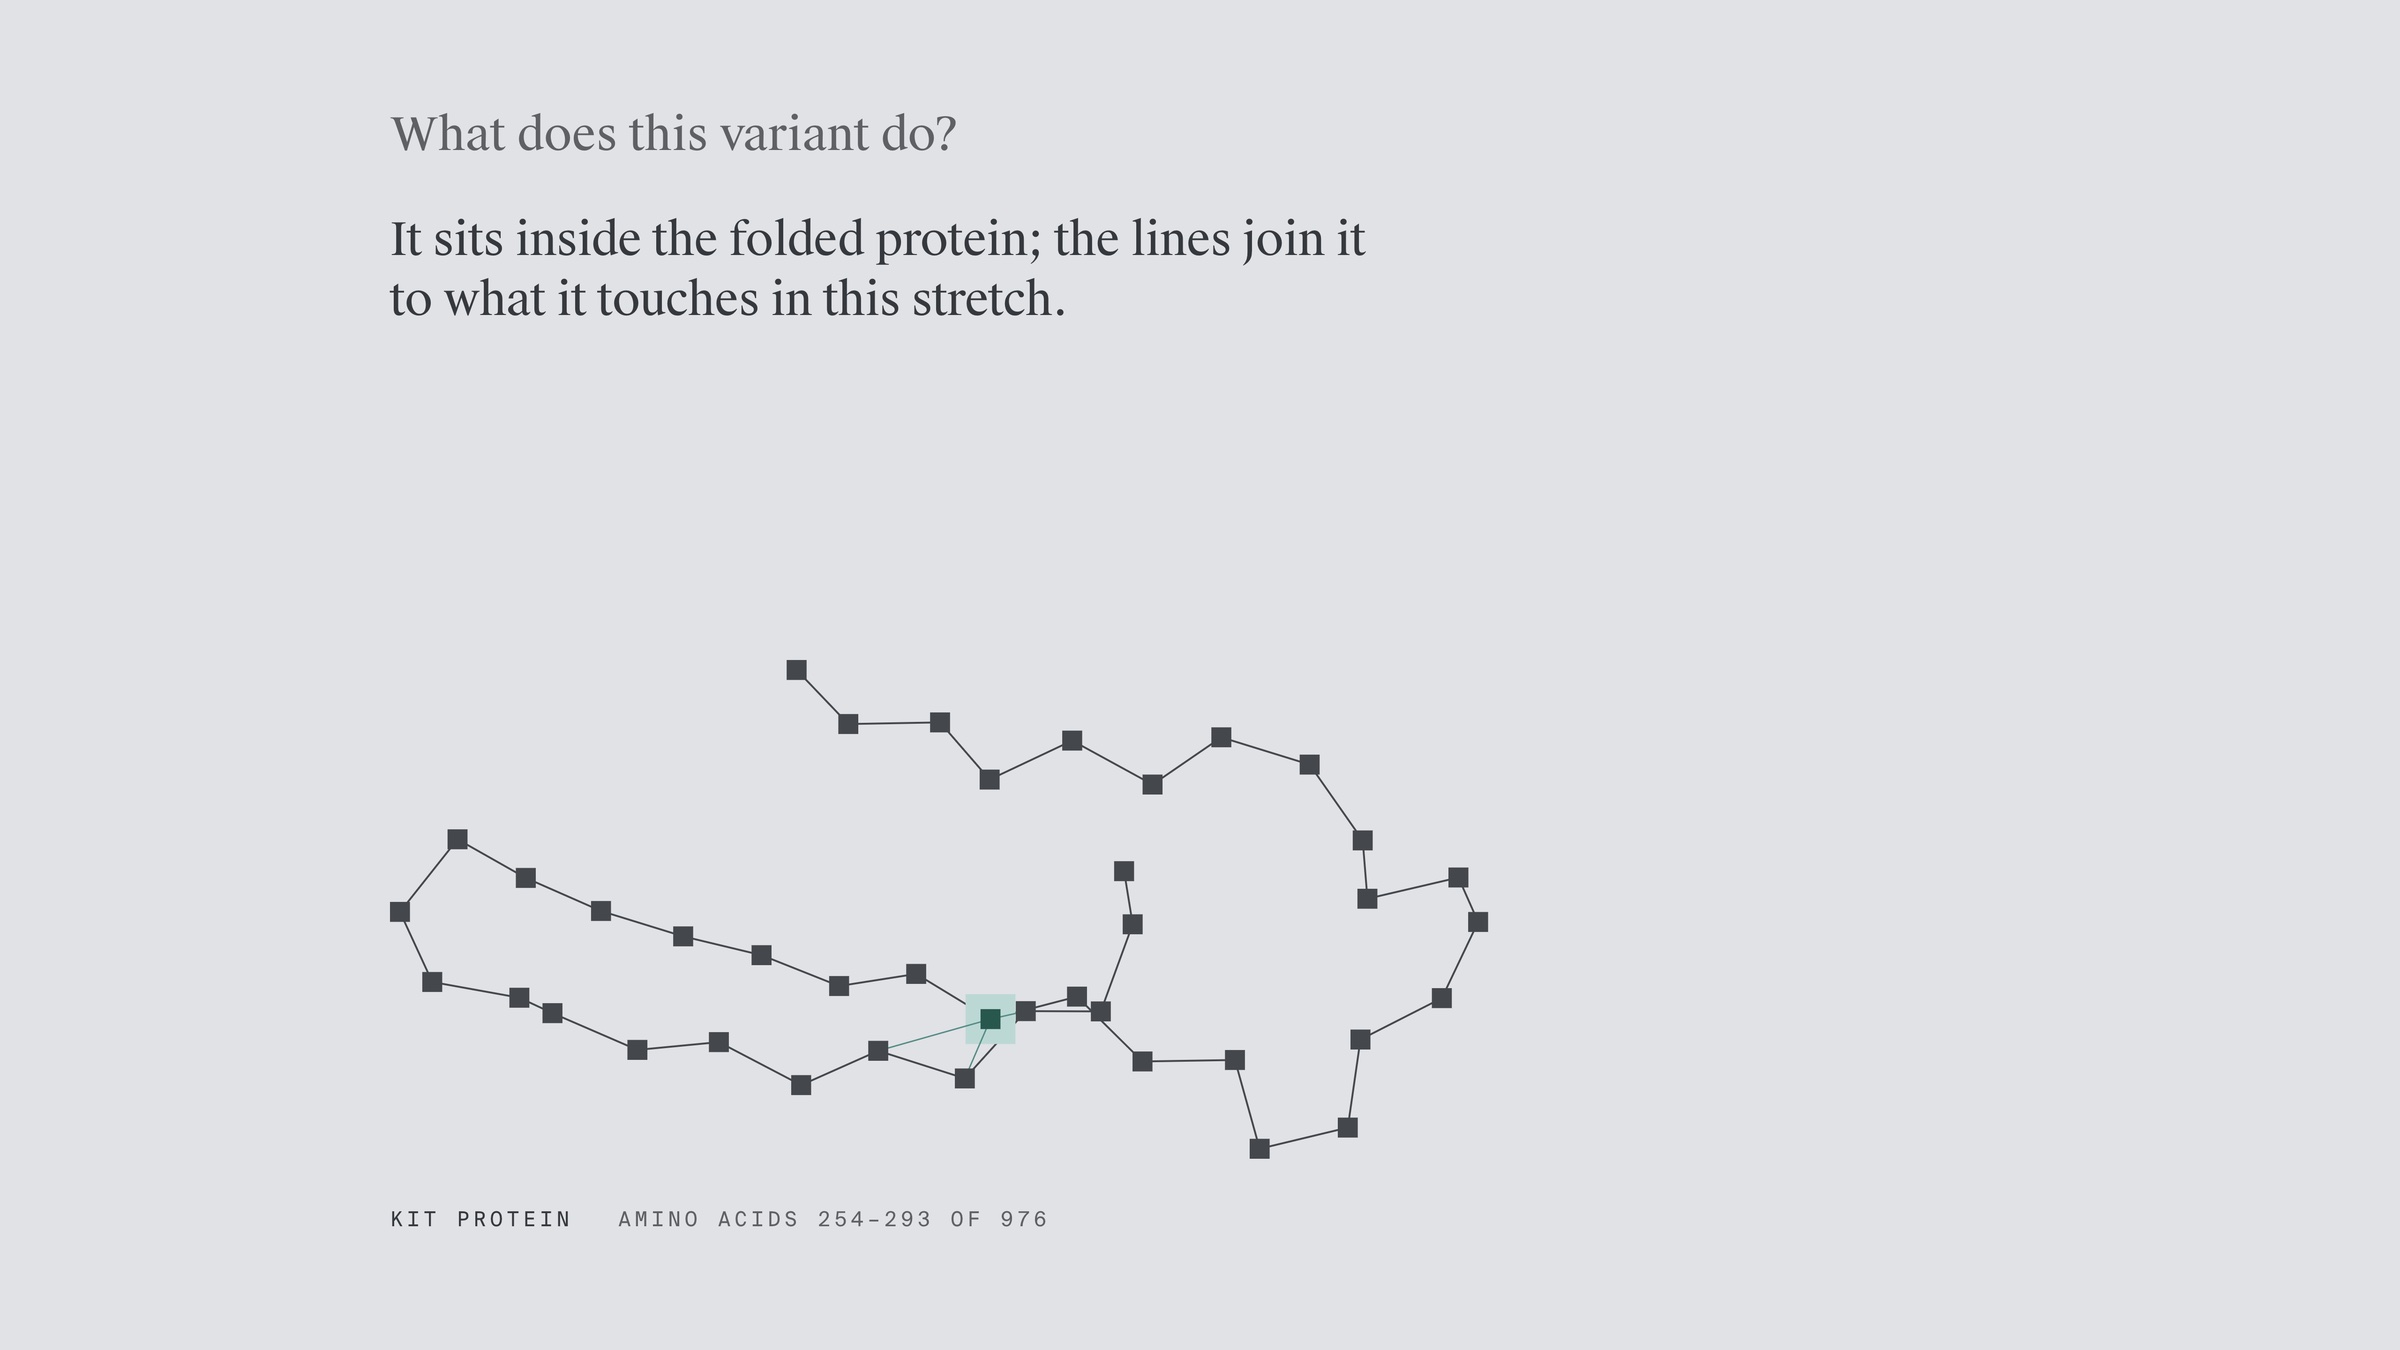 What does this variant do?
It sits inside the folded protein; the lines join it
to what it touches in this stretch.
KIT PROTEIN AMINO ACIDS 254–293 OF 976